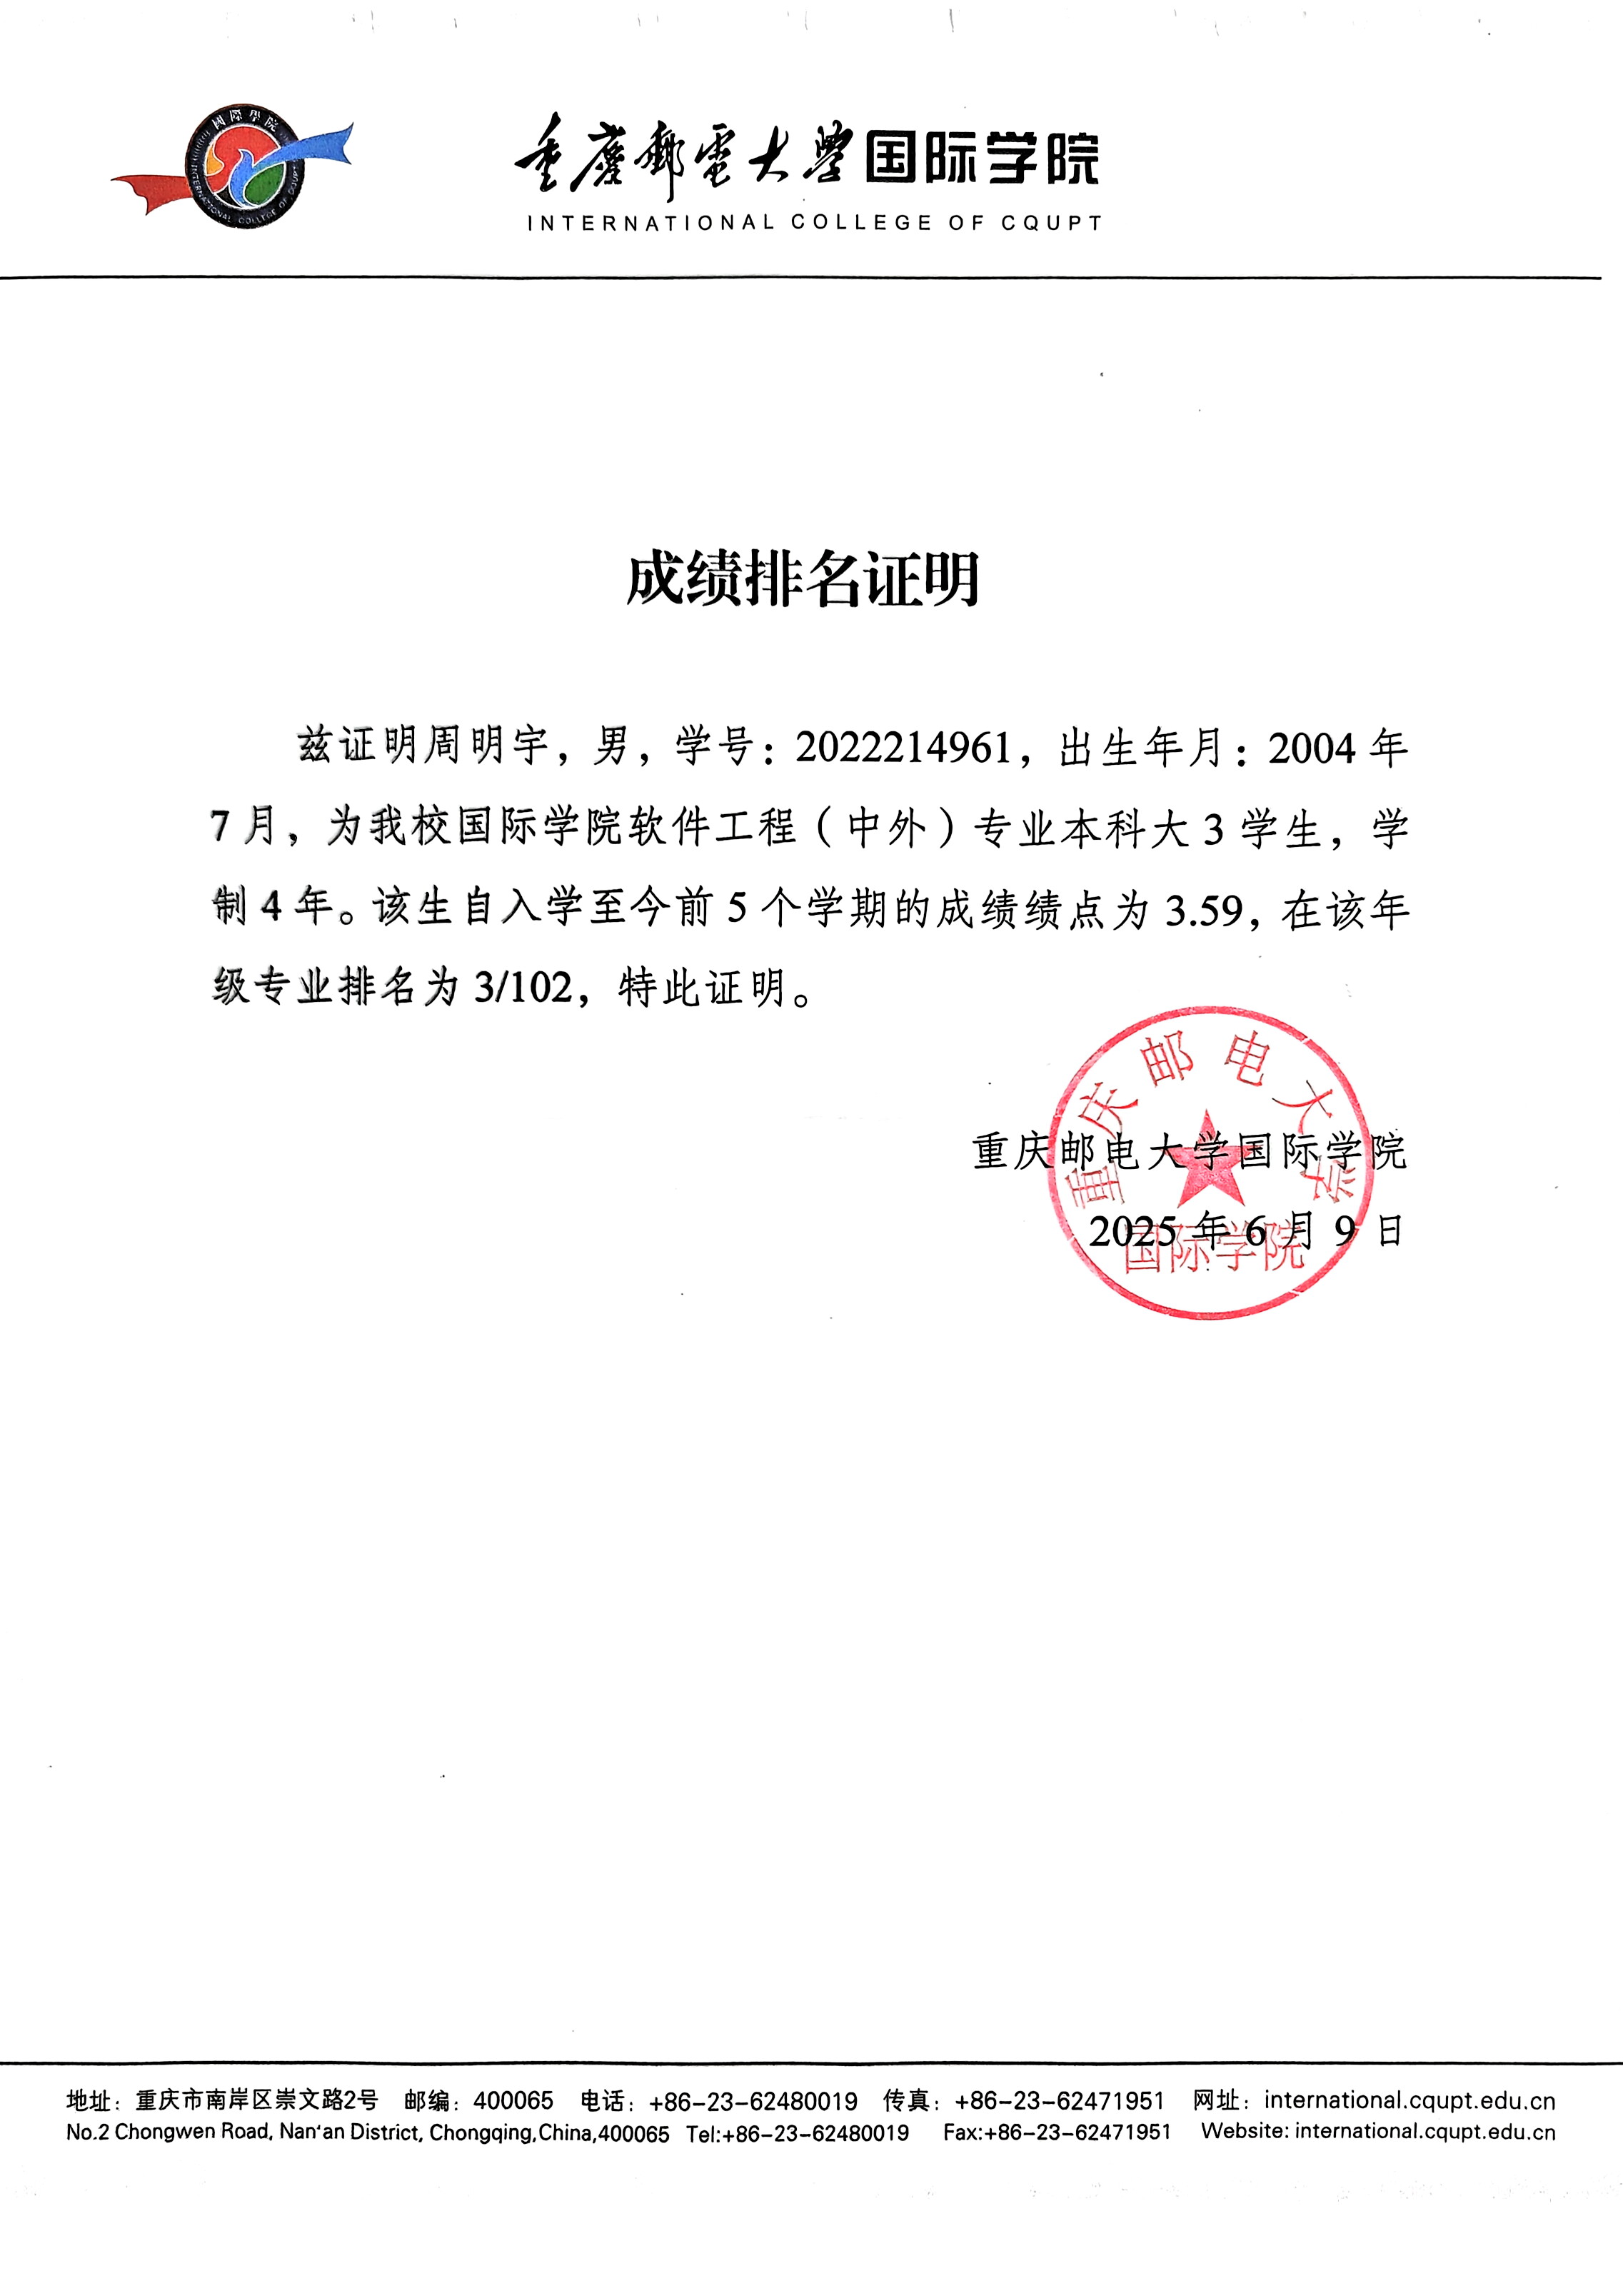 國際學院
INTERNATIONAL COLLEGE OF CQUPT
重慶郵電大學国际学院
INTERNATIONAL COLLEGE OF CQUPT
成绩排名证明
兹证明周明宇，男，学号：2022214961，出生年月：2004 年
7 月，为我校国际学院软件工程（中外）专业本科大 3 学生，学
制 4 年。该生自入学至今前 5 个学期的成绩绩点为 3.59，在该年
级专业排名为 3/102，特此证明。
重庆邮电大学
重庆邮电大学国际学院
2025 年 6 月 9 日
国际学院
地址：重庆市南岸区崇文路2号 邮编：400065 电话：+86-23-62480019 传真：+86-23-62471951 网址：international.cqupt.edu.cn
No.2 Chongwen Road, Nan'an District, Chongqing,China,400065 Tel:+86-23-62480019 Fax:+86-23-62471951 Website: international.cqupt.edu.cn